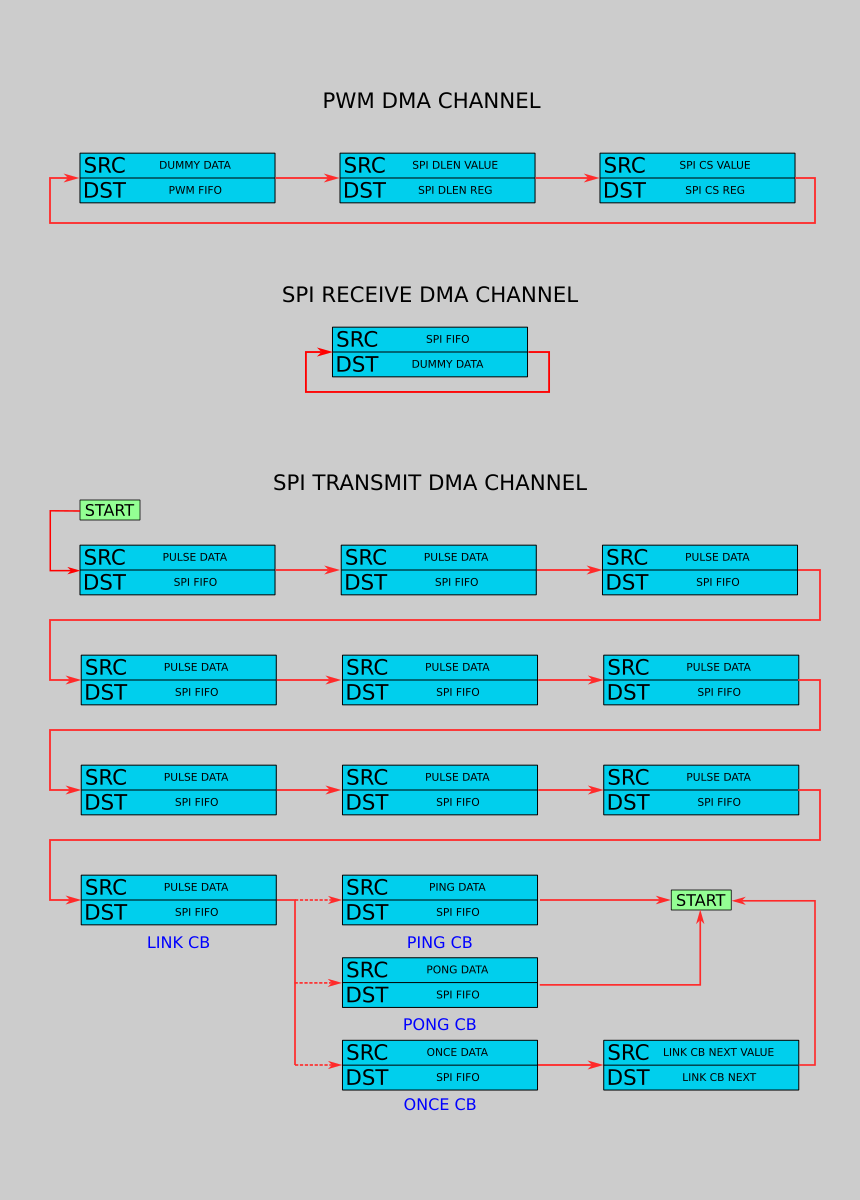 PWM DMA CHANNEL
SRC DUMMY DATA SRC SPI DLEN VALUE SRC SPI CS VALUE
DST PWM FIFO DST SPI DLEN REG DST SPI CS REG
SPI RECEIVE DMA CHANNEL
SRC SPI FIFO
DST DUMMY DATA
SPI TRANSMIT DMA CHANNEL
START
SRC PULSE DATA SRC PULSE DATA SRC PULSE DATA
DST SPI FIFO DST SPI FIFO DST SPI FIFO
SRC PULSE DATA SRC PULSE DATA SRC PULSE DATA
DST SPI FIFO DST SPI FIFO DST SPI FIFO
SRC PULSE DATA SRC PULSE DATA SRC PULSE DATA
DST SPI FIFO DST SPI FIFO DST SPI FIFO
SRC PULSE DATA SRC PING DATA START
DST SPI FIFO DST SPI FIFO
LINK CB PING CB
SRC PONG DATA
DST SPI FIFO
PONG CB
SRC ONCE DATA SRC LINK CB NEXT VALUE
DST SPI FIFO DST LINK CB NEXT
ONCE CB